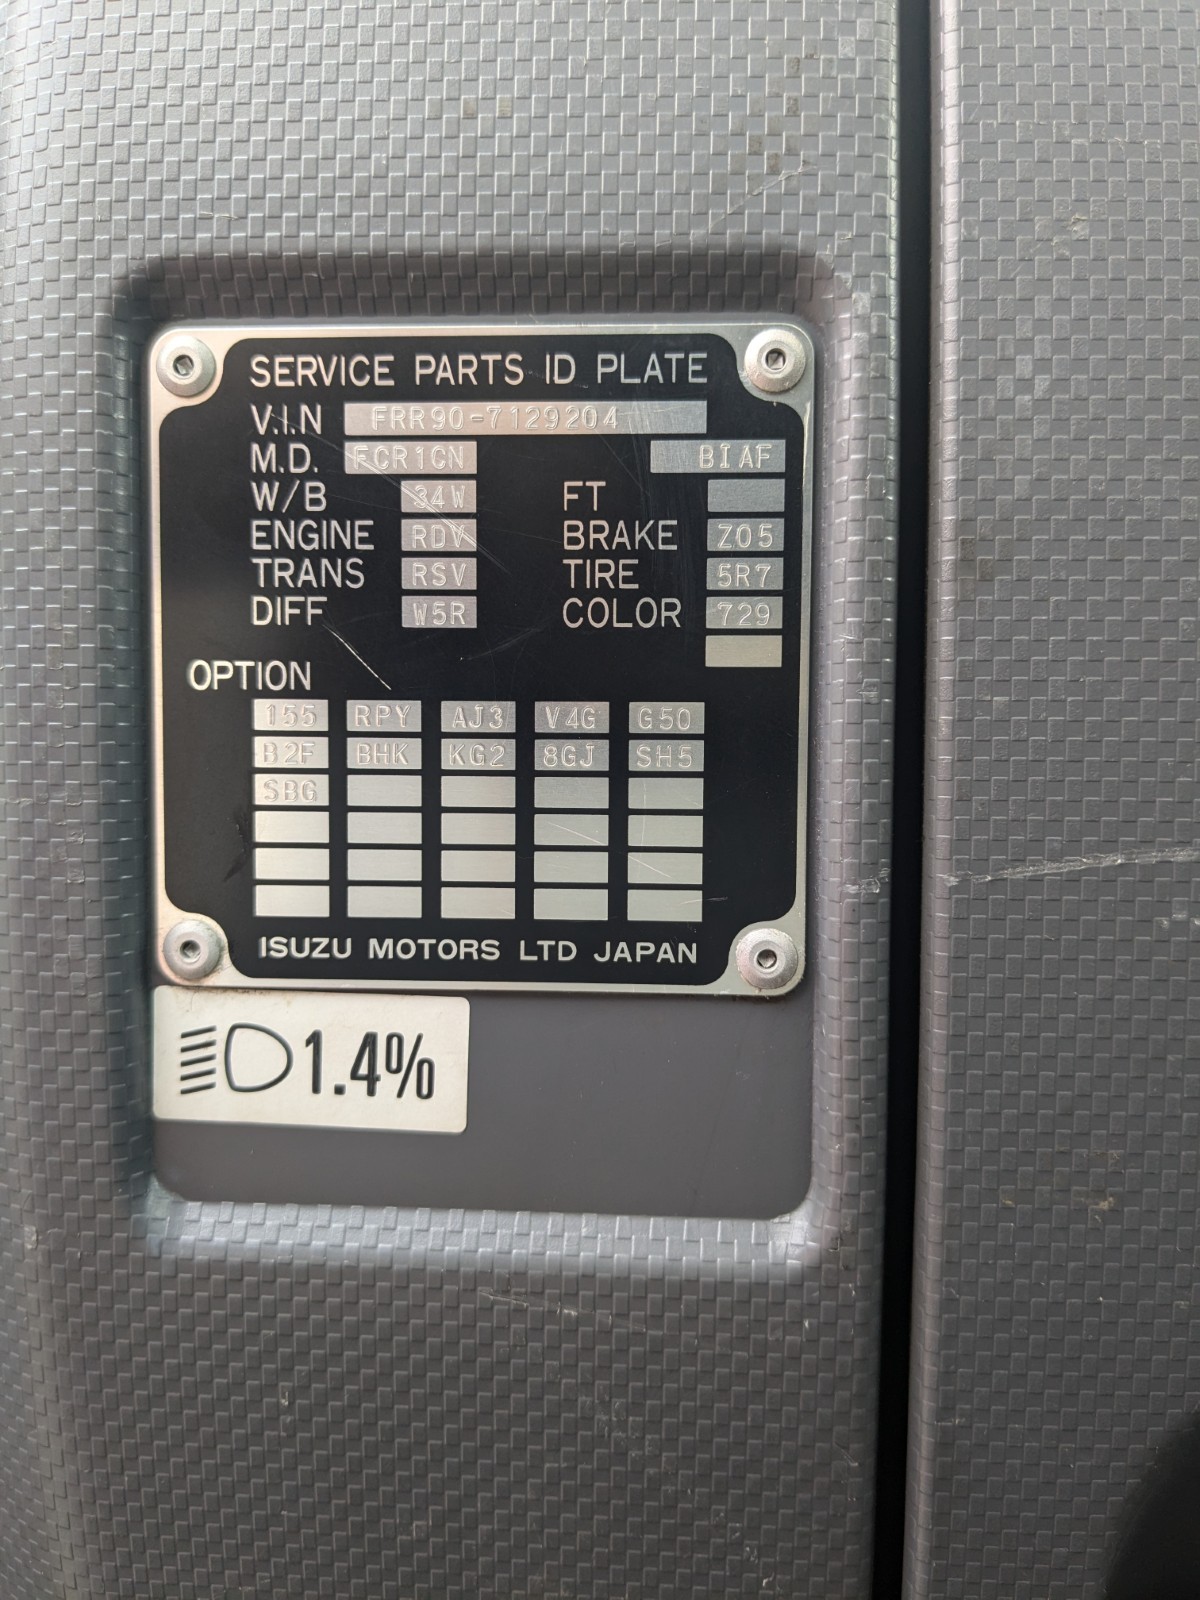 SERVICE PARTS ID PLATE
V.I.N FRR90-7129204
M.D. FCR1CN BIAF
W/B 34W FT
ENGINE RDV BRAKE Z05
TRANS RSV TIRE 5R7
DIFF W5R COLOR 729
OPTION
155 RPY AJ3 V4G G50
B2F BHK KG2 8GJ SH5
SBG
ISUZU MOTORS LTD JAPAN
1.4%